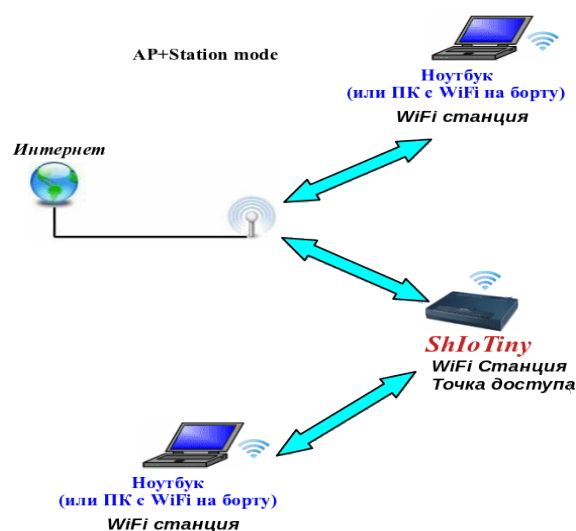 AP+Station mode
Ноутбук
(или ПК с WiFi на борту)
WiFi станция
Интернет
ShIoTiny
WiFi Станция
Точка доступа
Ноутбук
(или ПК с WiFi на борту)
WiFi станция